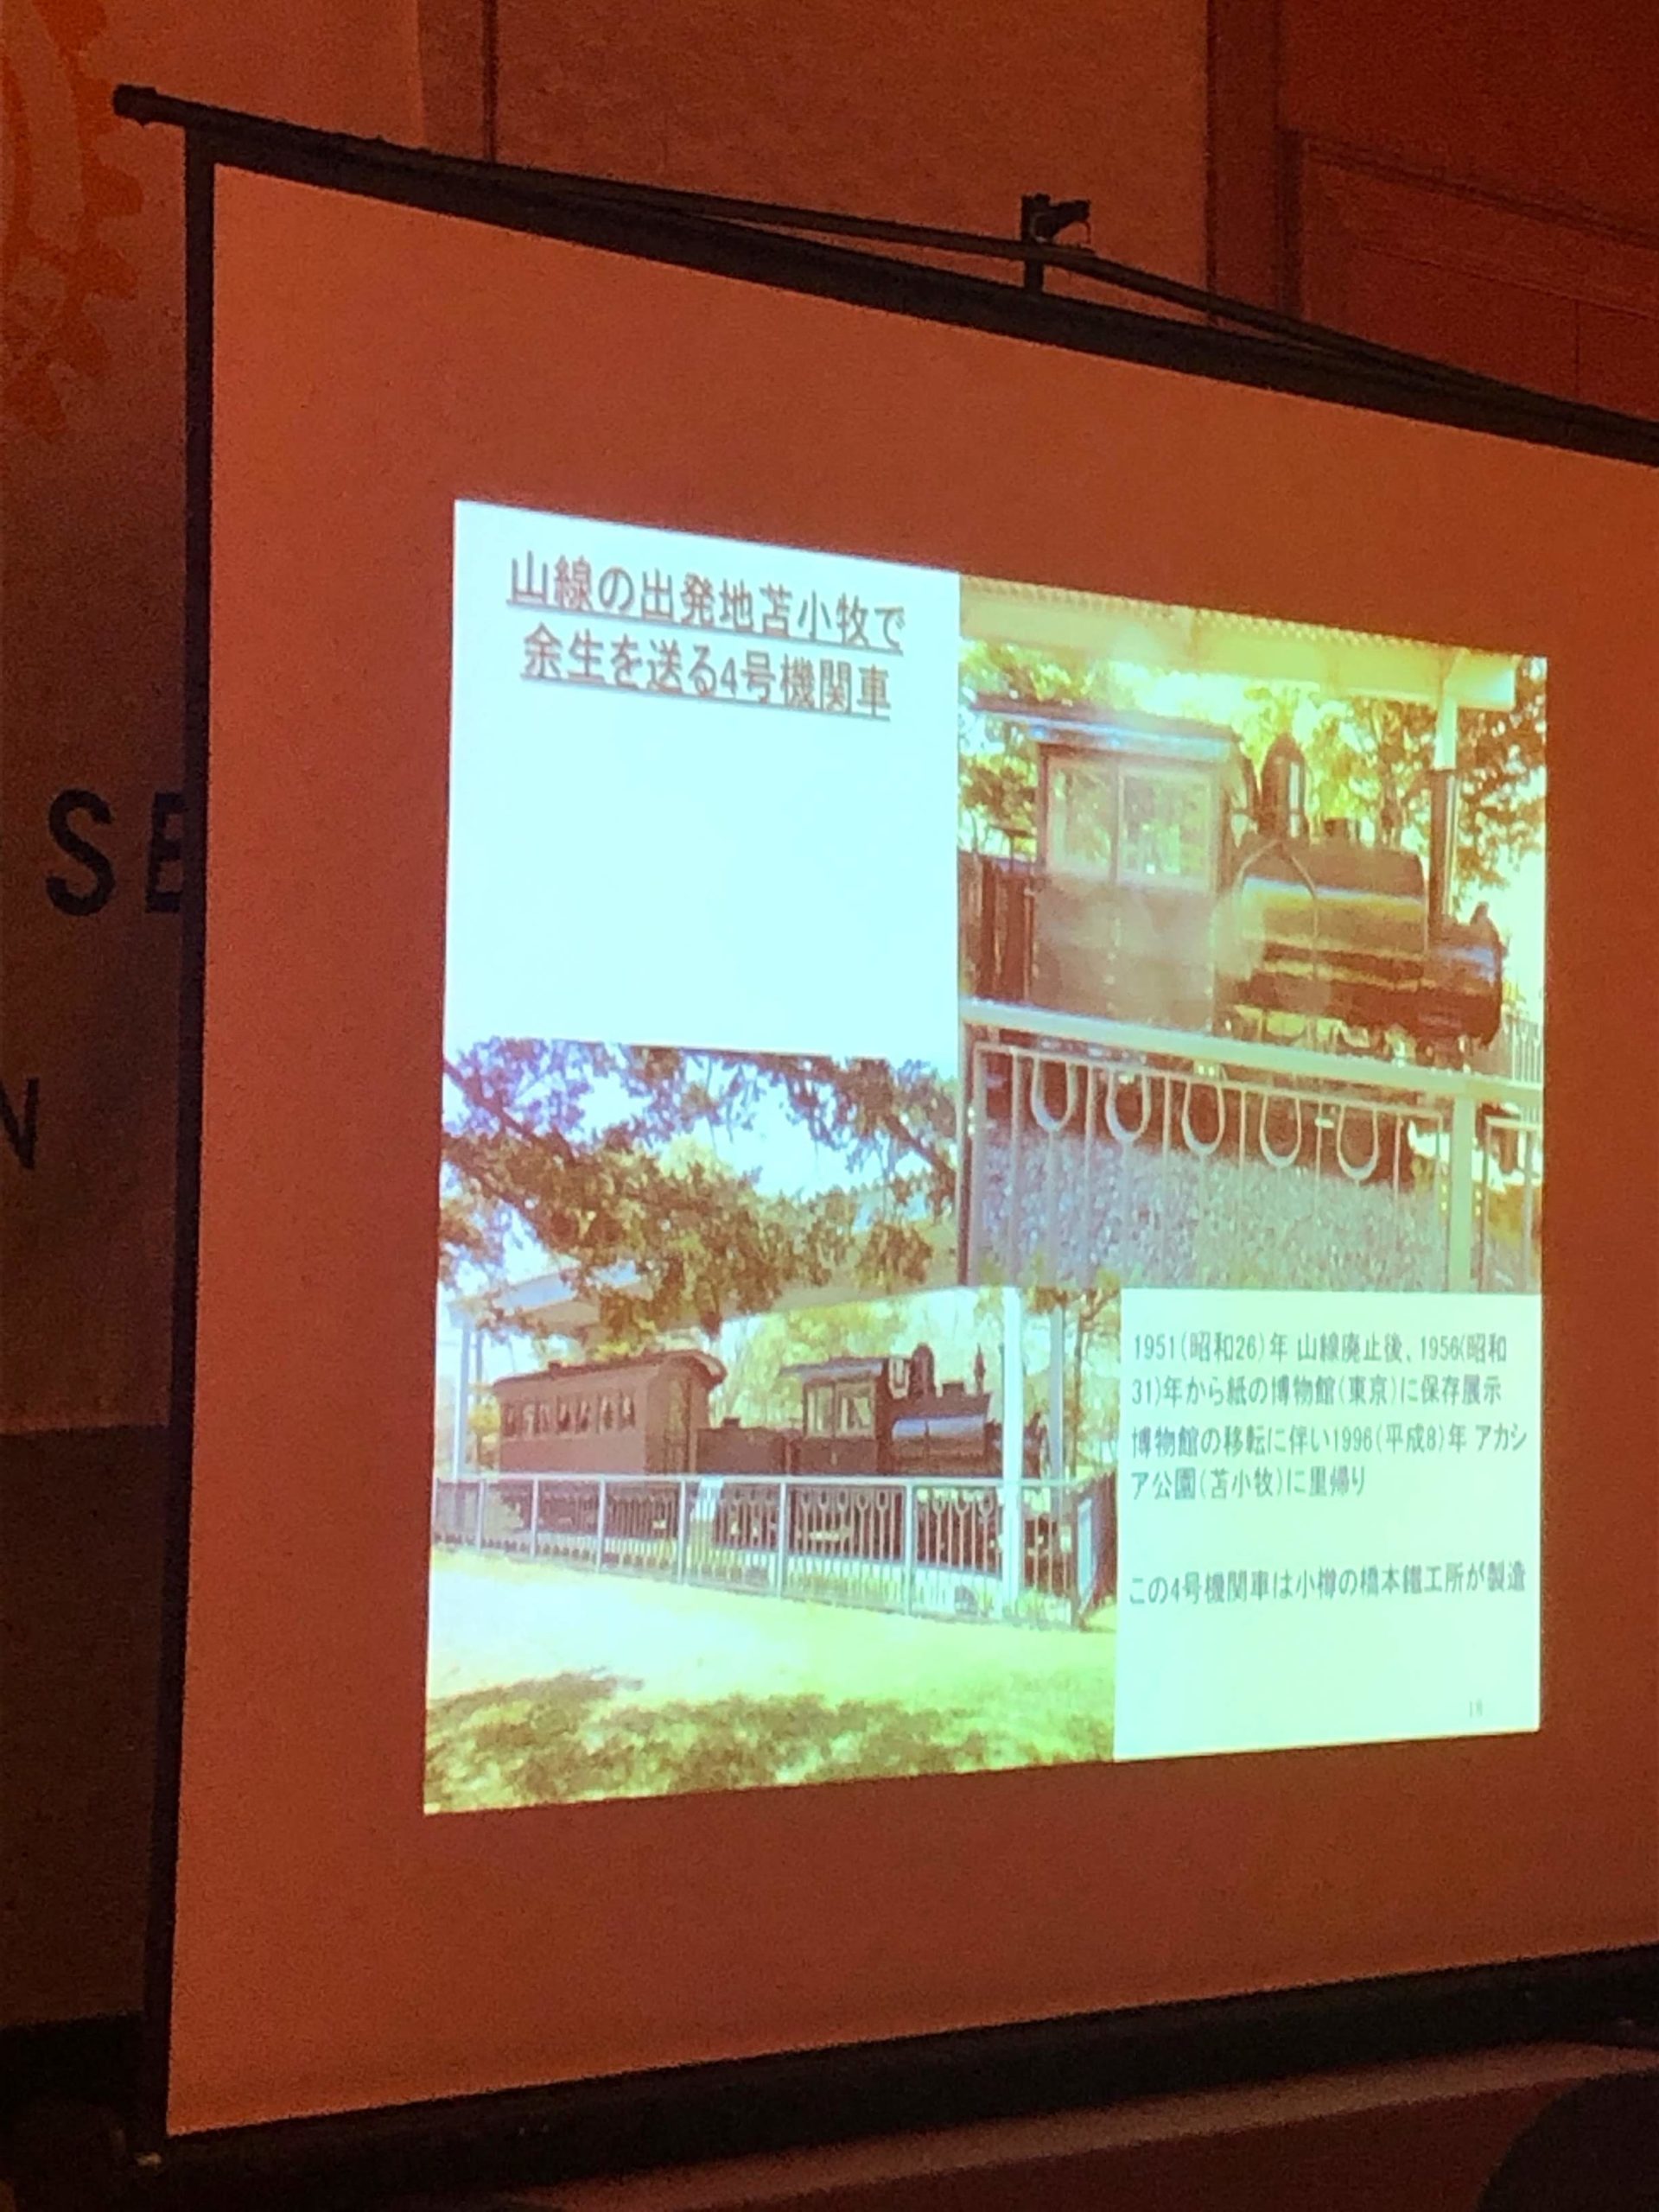 山線の出発地苫小牧で
余生を送る4号機関車
1951(昭和26)年 山線廃止後、1956(昭和
31)年から紙の博物館(東京)に保存展示
博物館の移転に伴い1996(平成8)年 アカシ
ア公園(苫小牧)に里帰り
この4号機関車は小樽の橋本鐵工所が製造
SE
N